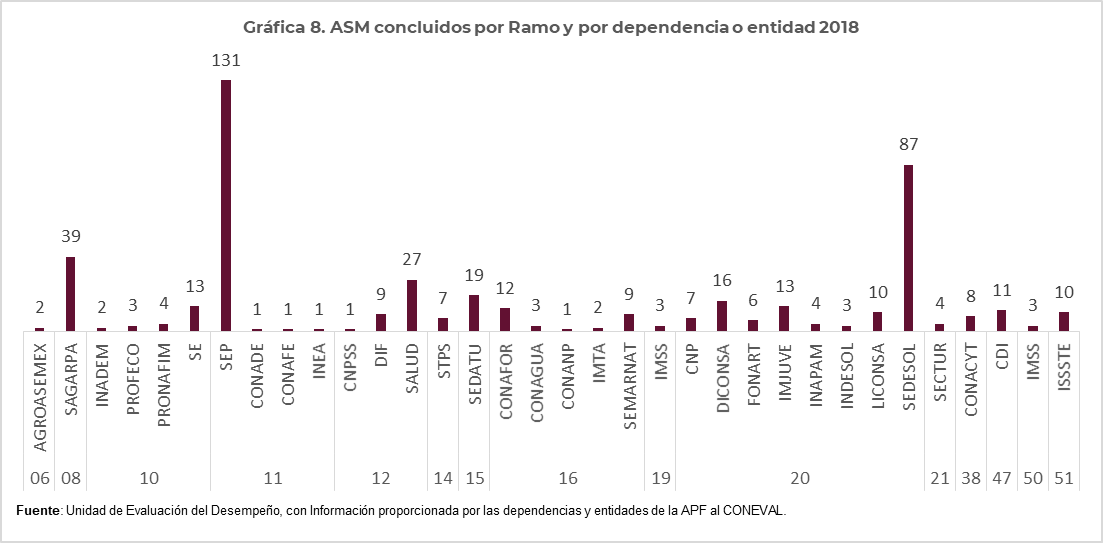 Gráfica 8. ASM concluidos por Ramo y por dependencia o entidad 2018
2 39 2 3 4 13 131 1 1 1 1 9 27 7 19 12 3 1 2 9 3 7 16 6 13 4 3 10 87 4 8 11 3 10
AGROASEMEX SAGARPA INADEM PROFECO PRONAFIM SE SEP CONADE CONAFE INEA CNPSS DIF SALUD STPS SEDATU CONAFOR CONAGUA CONANP IMTA SEMARNAT IMSS CNP DICONSA FONART IMJUVE INAPAM INDESOL LICONSA SEDESOL SECTUR CONACYT CDI IMSS ISSSTE
06 08 10 11 12 14 15 16 19 20 21 38 47 50 51
Fuente: Unidad de Evaluación del Desempeño, con Información proporcionada por las dependencias y entidades de la APF al CONEVAL.